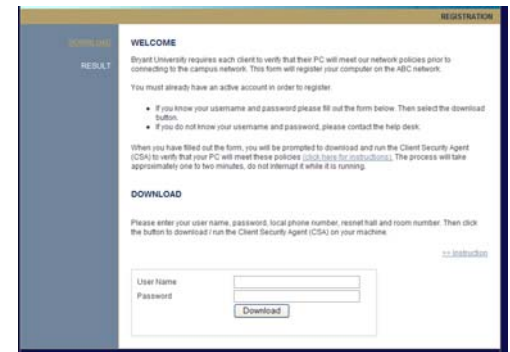 REGISTRATION
DOWNLOAD
RESULT
WELCOME
Bryant University requires each client to verify that their PC will meet our network policies prior to
connecting to the campus network. This form will register your computer on the ABC network.
You must already have an active account in order to register.
• If you know your username and password please fill out the form below. Then select the download
button.
• If you do not know your username and password, please contact the help desk.
When you have filled out the form, you will be prompted to download and run the Client Security Agent
(CSA) to verify that your PC will meet these policies (click here for instructions). The process will take
approximately one to two minutes, do not interrupt it while it is running.
DOWNLOAD
Please enter your user name, password, local phone number, resnet hall and room number. Then click
the button to download / run the Client Security Agent (CSA) on your machine.
>> Instruction
User Name
Password
Download